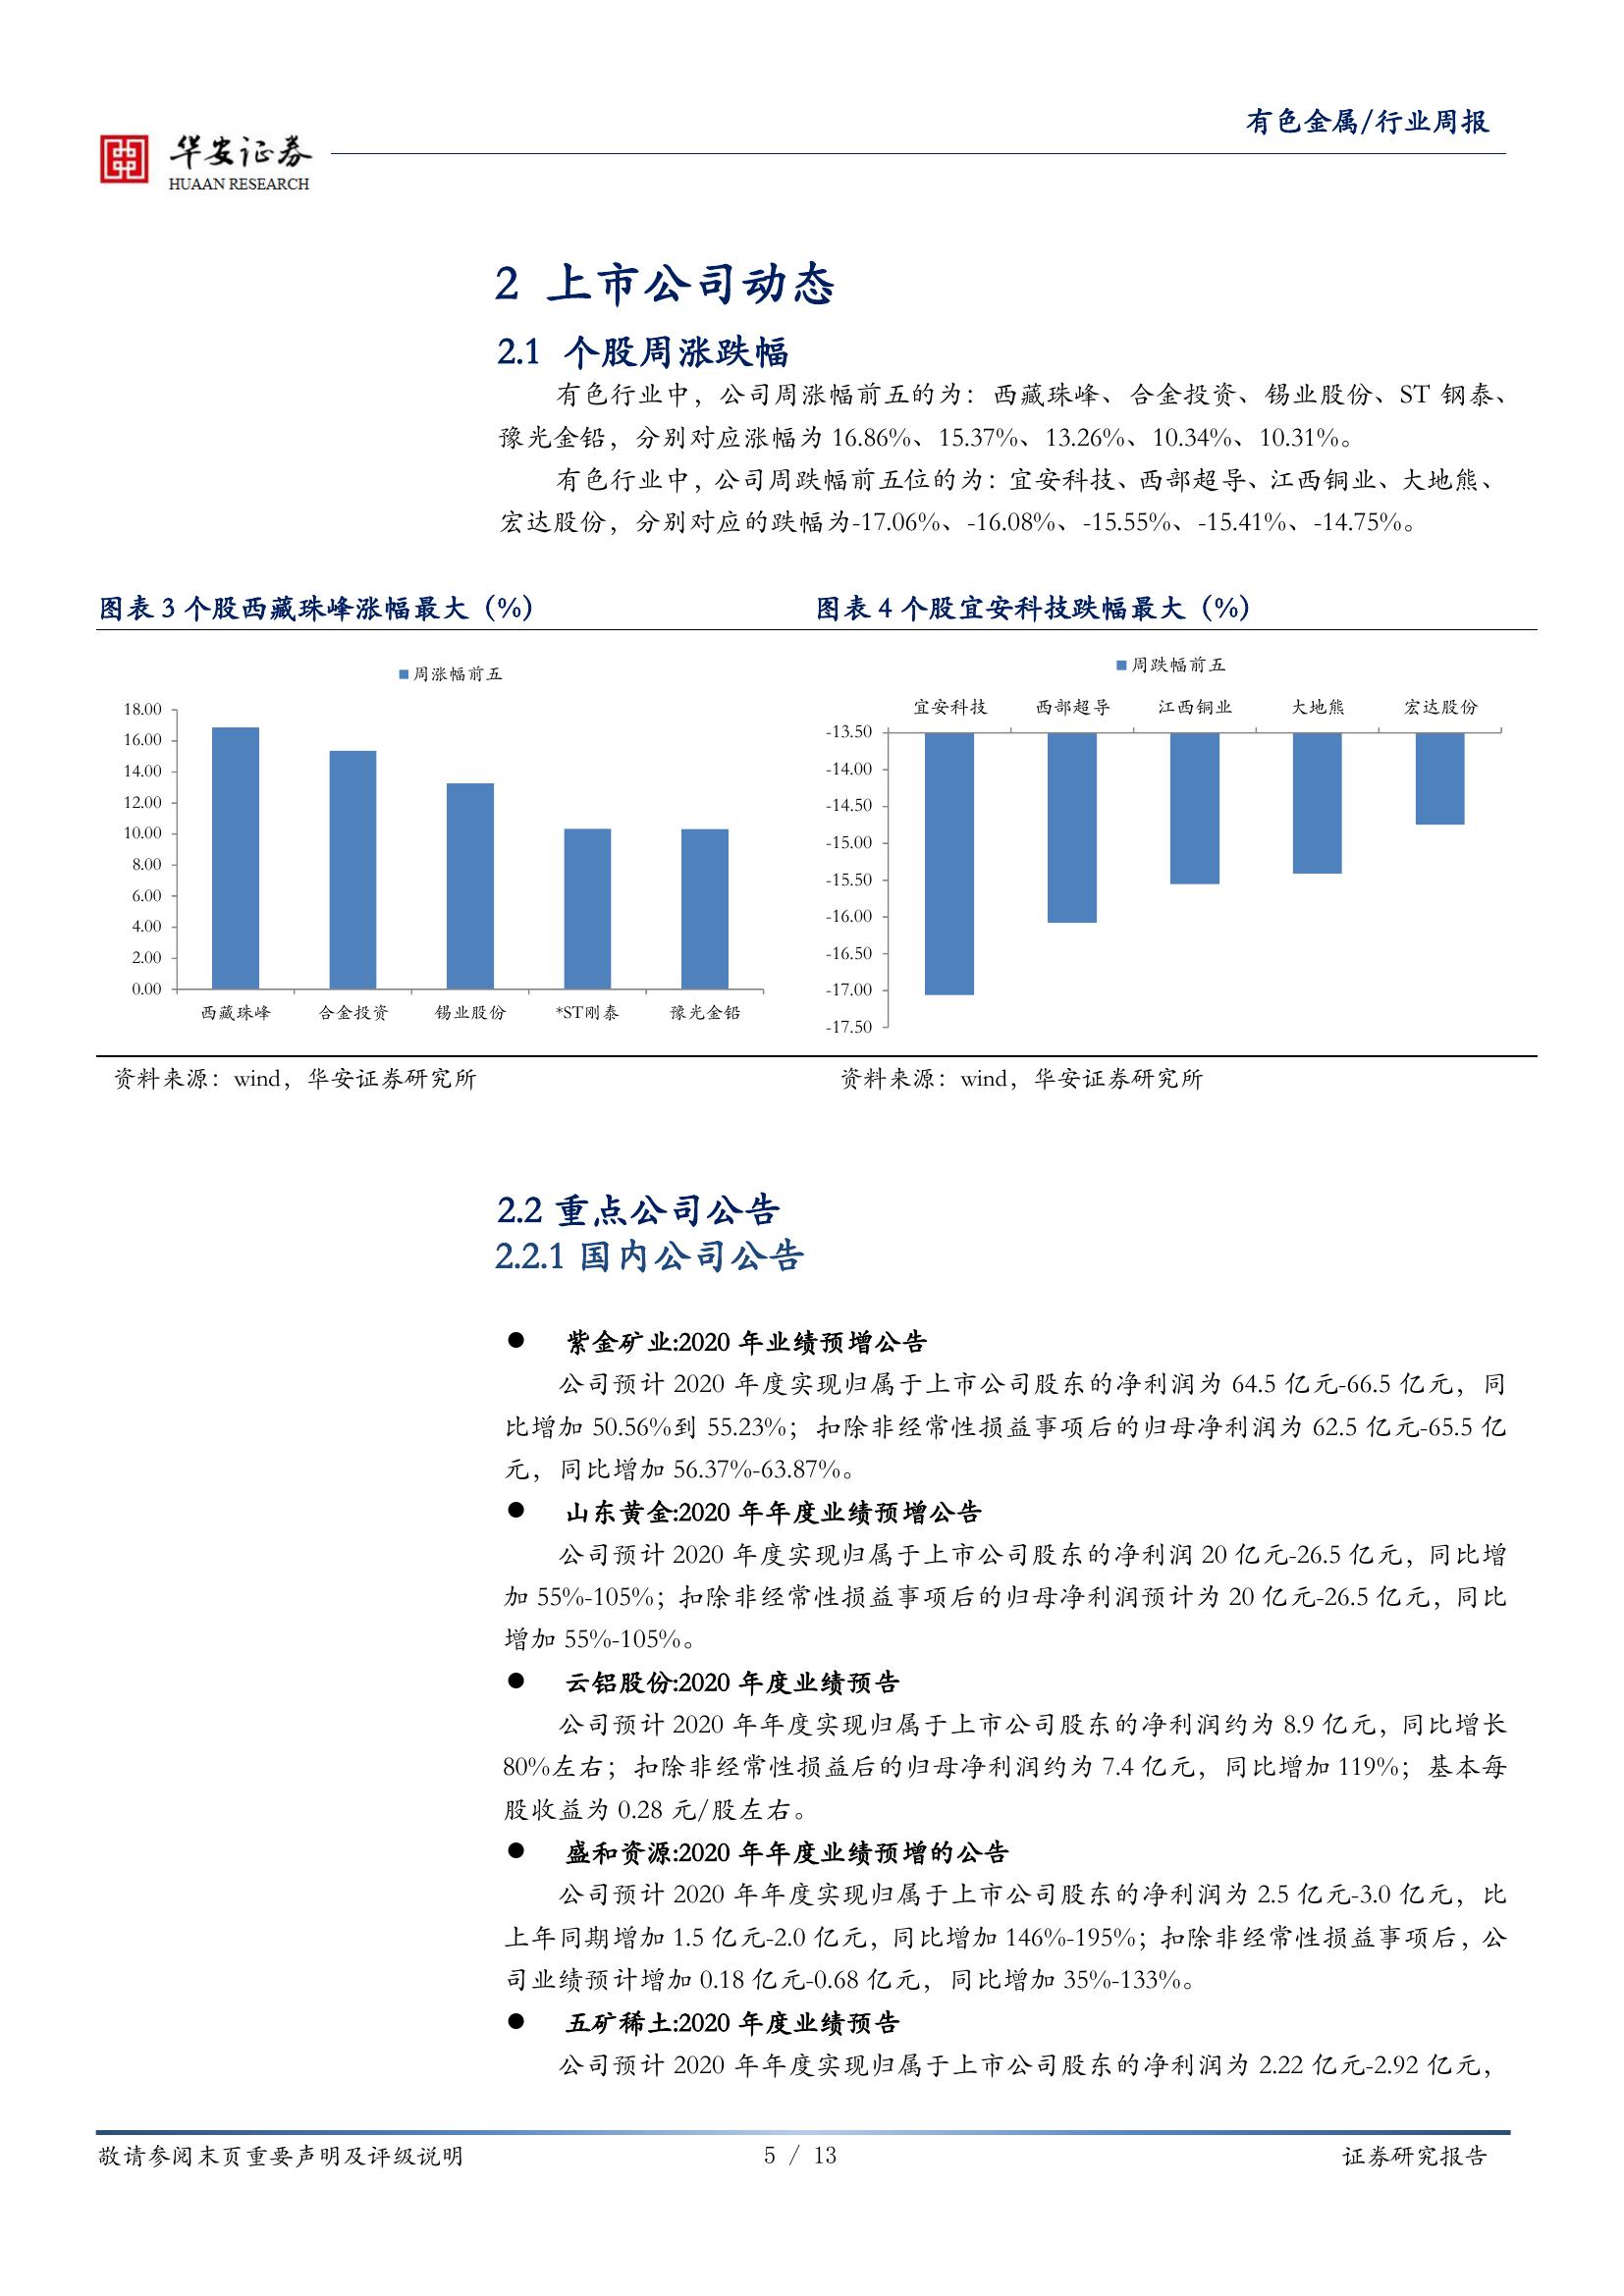 有色金属/行业周报
华安证券
HUAAN RESEARCH
2 上市公司动态
2.1 个股周涨跌幅
有色行业中，公司周涨幅前五的为：西藏珠峰、合金投资、锡业股份、ST 钢泰、
豫光金铅，分别对应涨幅为 16.86%、15.37%、13.26%、10.34%、10.31%。
有色行业中，公司周跌幅前五位的为：宜安科技、西部超导、江西铜业、大地熊、
宏达股份，分别对应的跌幅为-17.06%、-16.08%、-15.55%、-15.41%、-14.75%。
图表 3 个股西藏珠峰涨幅最大（%）
周涨幅前五
18.00
16.00
14.00
12.00
10.00
8.00
6.00
4.00
2.00
0.00
西藏珠峰 合金投资 锡业股份 *ST刚泰 豫光金铅
资料来源：wind，华安证券研究所
图表 4 个股宜安科技跌幅最大（%）
周跌幅前五
宜安科技 西部超导 江西铜业 大地熊 宏达股份
-13.50
-14.00
-14.50
-15.00
-15.50
-16.00
-16.50
-17.00
-17.50
资料来源：wind，华安证券研究所
2.2 重点公司公告
2.2.1 国内公司公告
● 紫金矿业:2020 年业绩预增公告
公司预计 2020 年度实现归属于上市公司股东的净利润为 64.5 亿元-66.5 亿元，同
比增加 50.56%到 55.23%；扣除非经常性损益事项后的归母净利润为 62.5 亿元-65.5 亿
元，同比增加 56.37%-63.87%。
● 山东黄金:2020 年年度业绩预增公告
公司预计 2020 年度实现归属于上市公司股东的净利润 20 亿元-26.5 亿元，同比增
加 55%-105%；扣除非经常性损益事项后的归母净利润预计为 20 亿元-26.5 亿元，同比
增加 55%-105%。
● 云铝股份:2020 年度业绩预告
公司预计 2020 年年度实现归属于上市公司股东的净利润约为 8.9 亿元，同比增长
80%左右；扣除非经常性损益后的归母净利润约为 7.4 亿元，同比增加 119%；基本每
股收益为 0.28 元/股左右。
● 盛和资源:2020 年年度业绩预增的公告
公司预计 2020 年年度实现归属于上市公司股东的净利润为 2.5 亿元-3.0 亿元，比
上年同期增加 1.5 亿元-2.0 亿元，同比增加 146%-195%；扣除非经常性损益事项后，公
司业绩预计增加 0.18 亿元-0.68 亿元，同比增加 35%-133%。
● 五矿稀土:2020 年度业绩预告
公司预计 2020 年年度实现归属于上市公司股东的净利润为 2.22 亿元-2.92 亿元，
敬请参阅末页重要声明及评级说明
5 / 13
证券研究报告